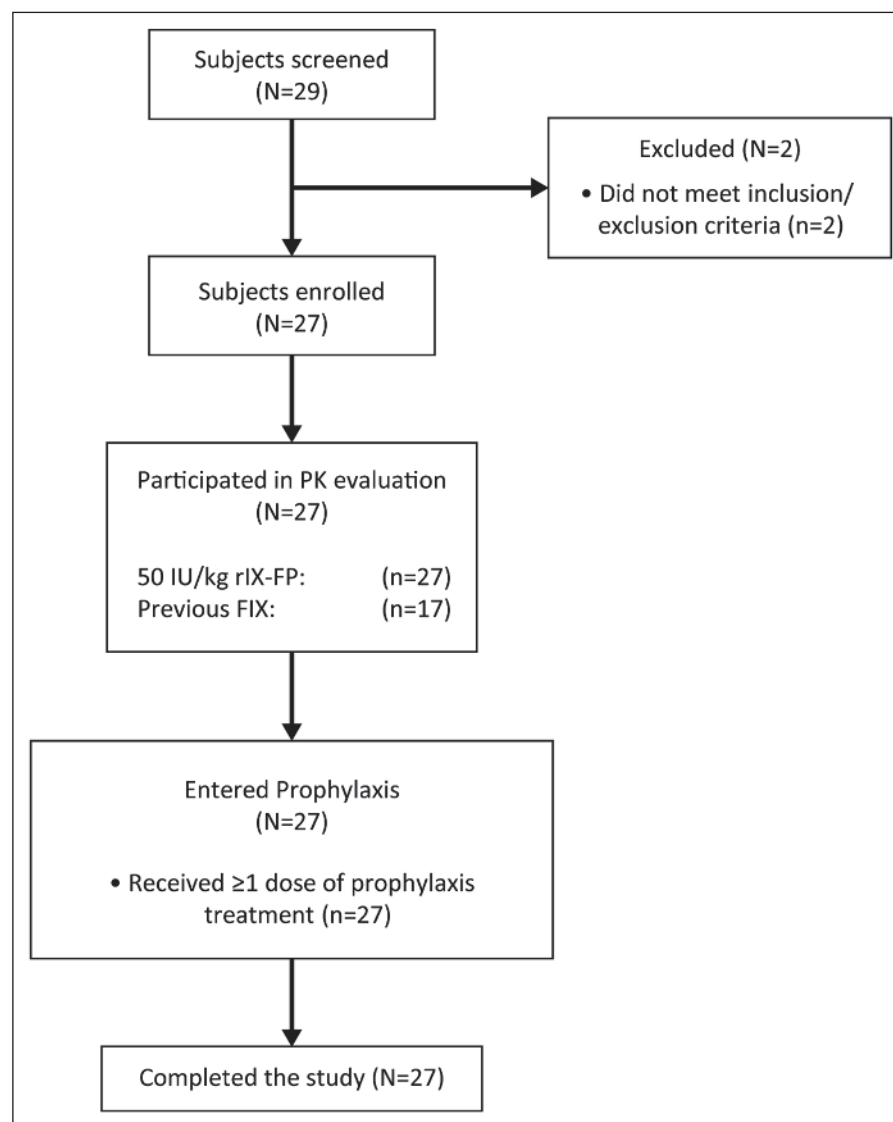 Subjects screened
(N=29)
Excluded (N=2)
• Did not meet inclusion/
exclusion criteria (n=2)
Subjects enrolled
(N=27)
Participated in PK evaluation
(N=27)
50 IU/kg rIX-FP: (n=27)
Previous FIX: (n=17)
Entered Prophylaxis
(N=27)
• Received ≥1 dose of prophylaxis
treatment (n=27)
Completed the study (N=27)